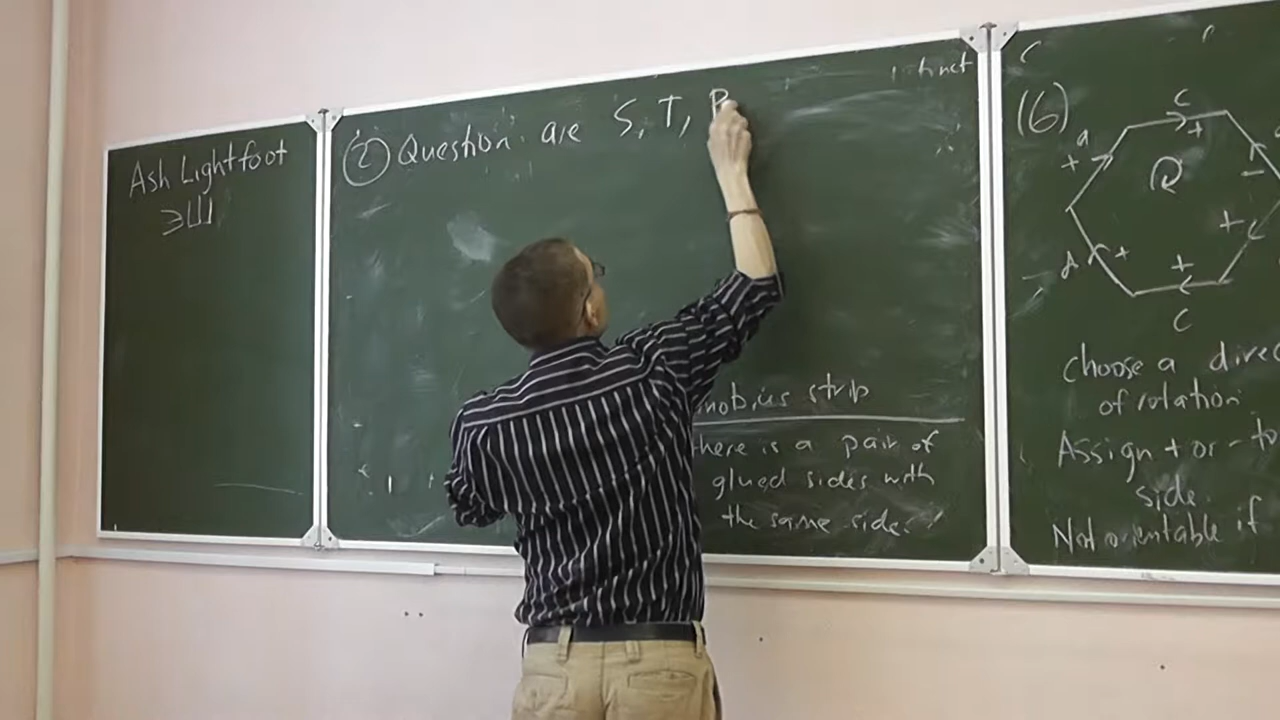 Ash Lightfoot
ЭШ
② Question: are S, T, P
mobius strip
there is a pair of
glued sides with
the same side.
(6)
c
+
a
+
R
-
+ c
d +
+
c
choose a direc
of rotation
Assign + or - to
side.
Not orientable if